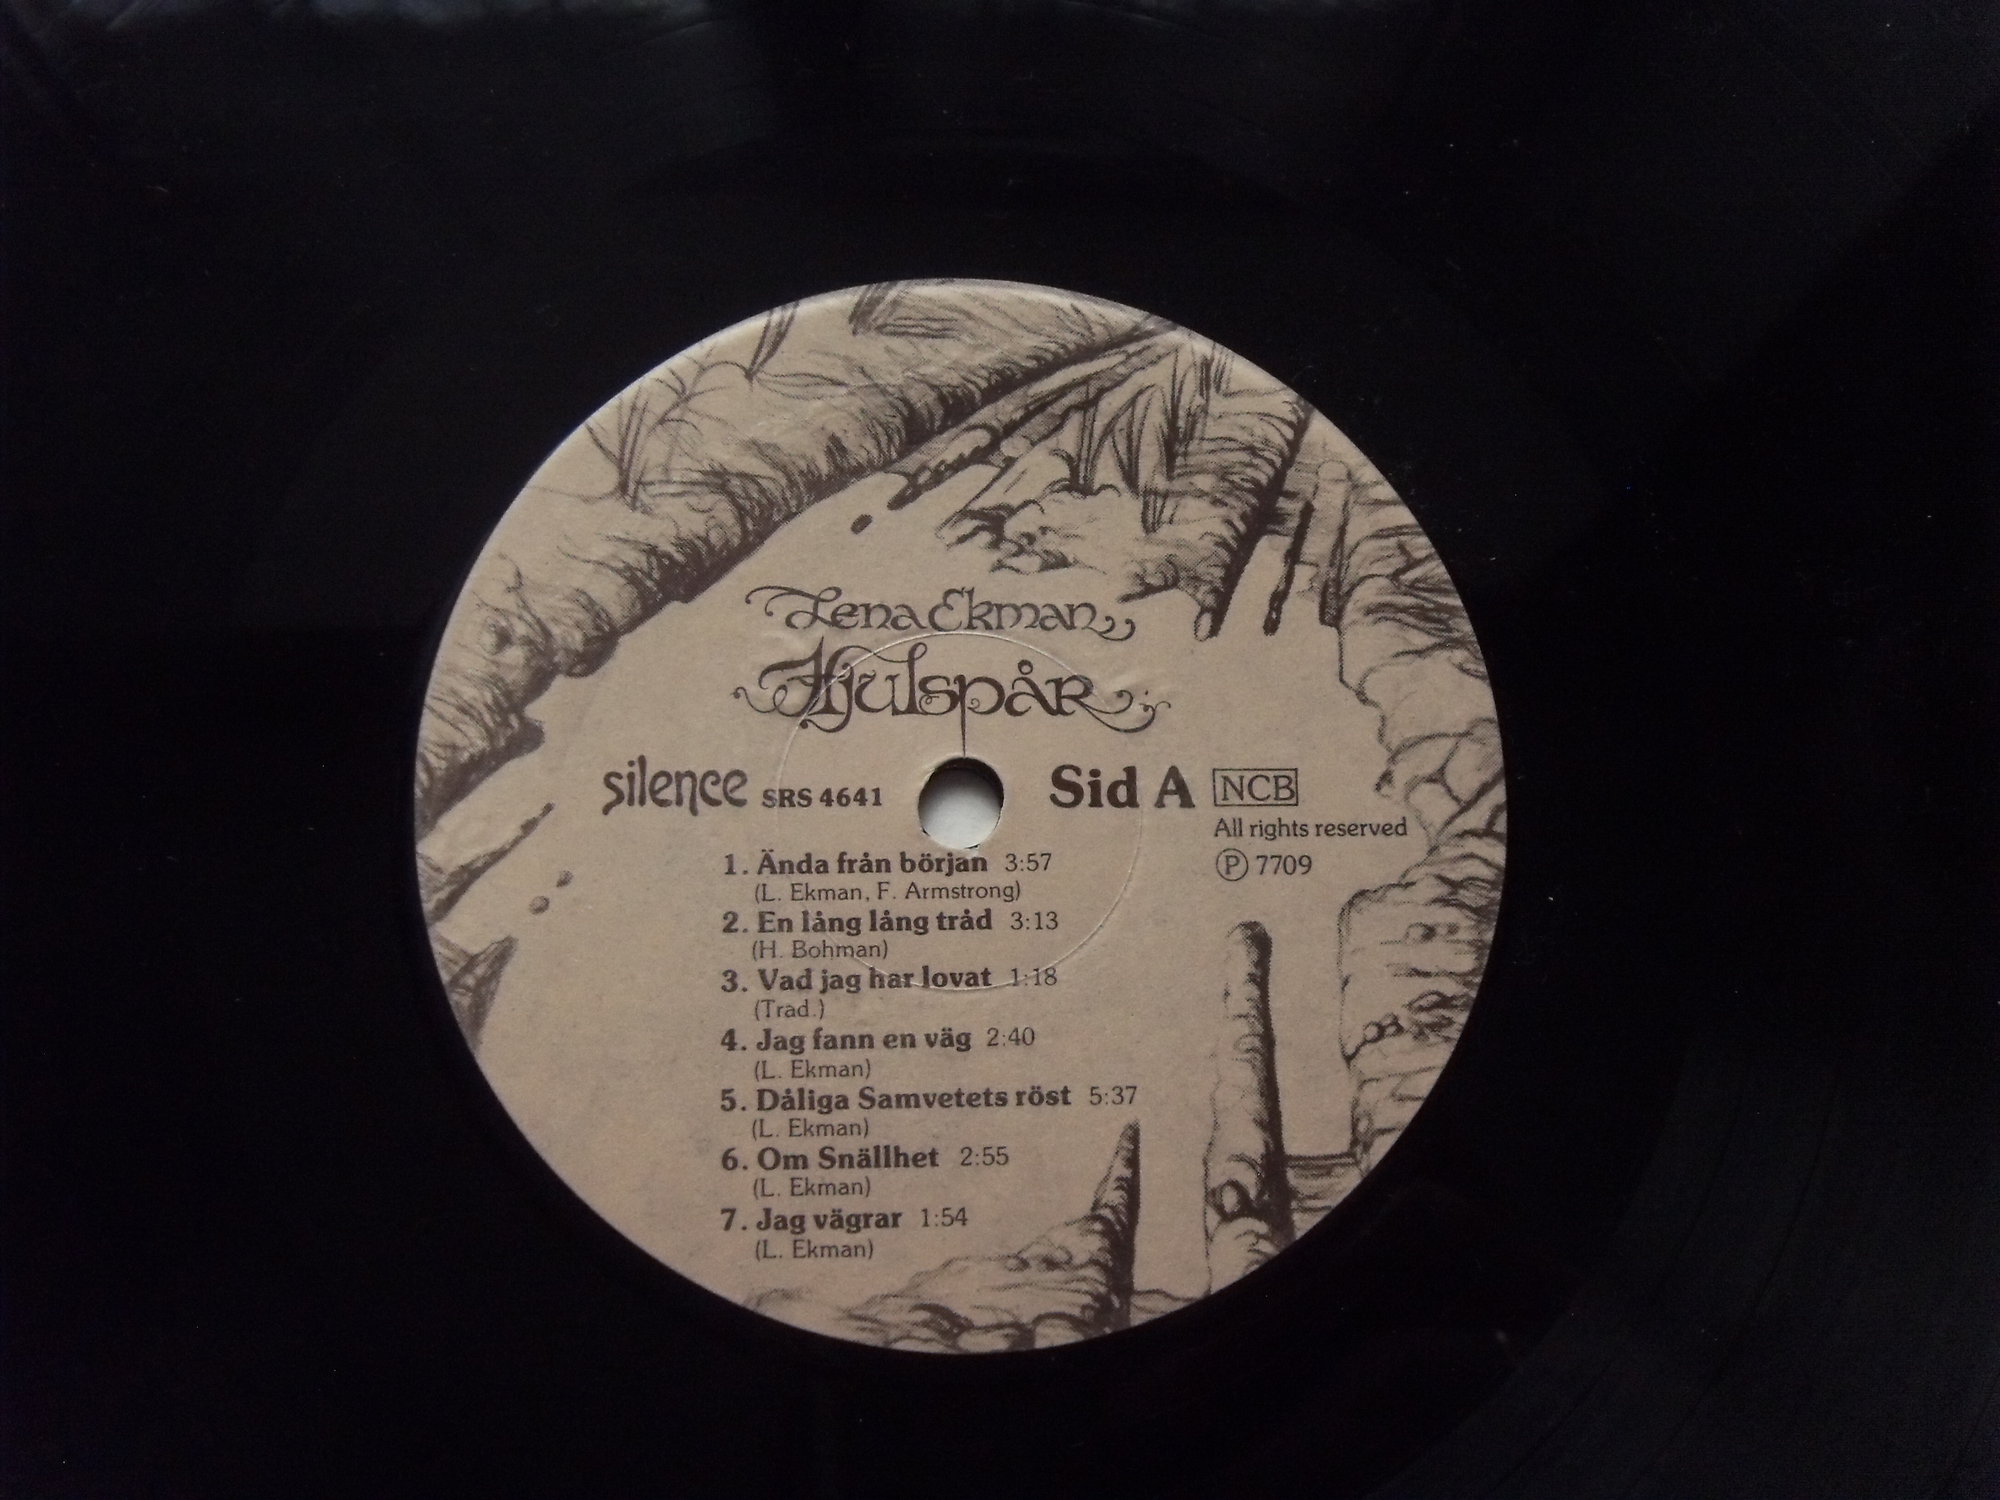 Lena Ekman
Hjulspår
silence SRS 4641 Sid A NCB
All rights reserved
Ⓟ 7709
1. Ända från början 3:57
(L. Ekman, F. Armstrong)
2. En lång lång tråd 3:13
(H. Bohman)
3. Vad jag har lovat 1:18
(Trad.)
4. Jag fann en väg 2:40
(L. Ekman)
5. Dåliga Samvetets röst 5:37
(L. Ekman)
6. Om Snällhet 2:55
(L. Ekman)
7. Jag vägrar 1:54
(L. Ekman)